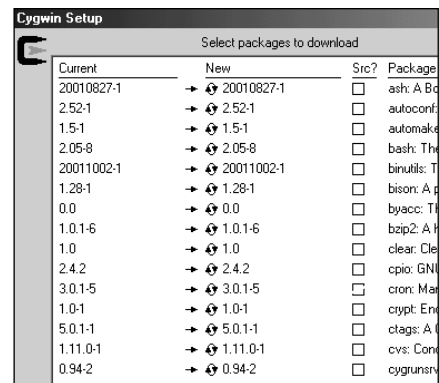 Cygwin Setup
Select packages to download
Current New Src? Package
20010827-1 20010827-1 ash: A Bo
2.52-1 2.52-1 autoconf:
1.5-1 1.5-1 automake
2.05-8 2.05-8 bash: The
20011002-1 20011002-1 binutils: T
1.28-1 1.28-1 bison: A p
0.0 0.0 byacc: Th
1.0.1-6 1.0.1-6 bzip2: A h
1.0 1.0 clear: Cle
2.4.2 2.4.2 cpio: GNU
3.0.1-5 3.0.1-5 cron: Mar
1.0-1 1.0-1 crypt: Enc
5.0.1-1 5.0.1-1 ctags: A C
1.11.0-1 1.11.0-1 cvs: Conc
0.94-2 0.94-2 cygrunsrv